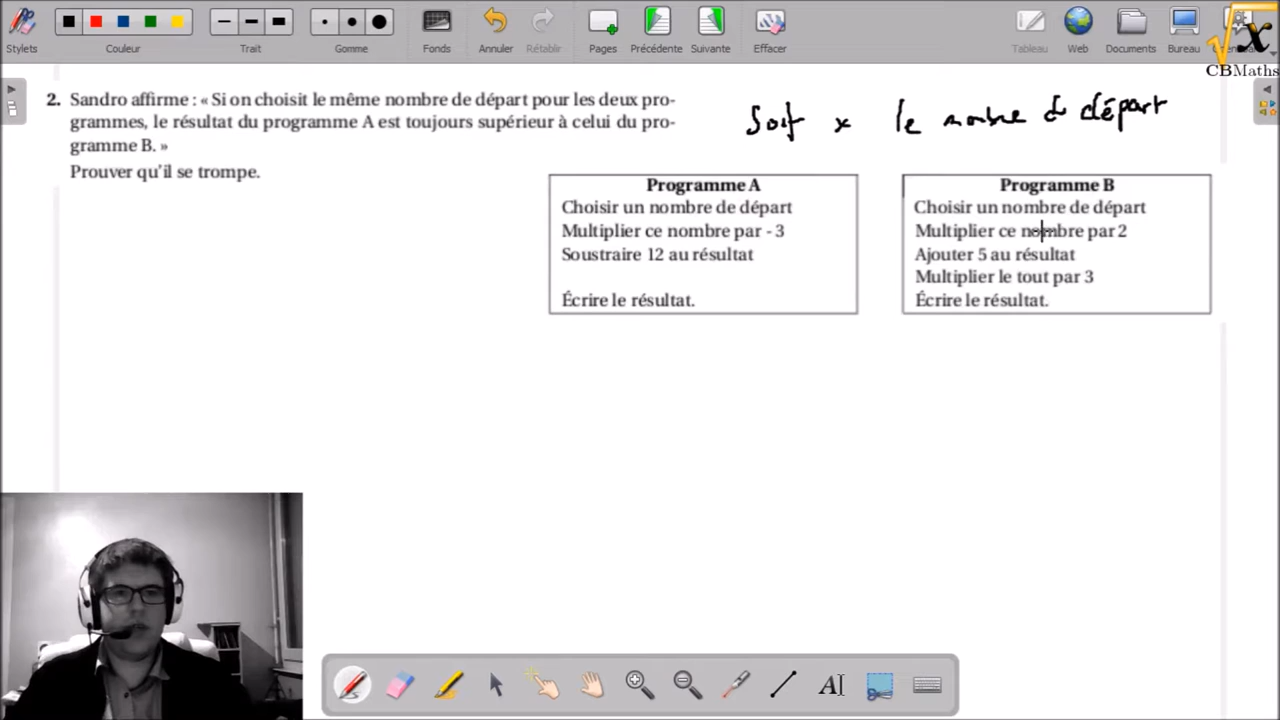 Stylets
Couleur
Trait
Gomme
Fonds
Annuler
Rétablir
Pages
Précédente
Suivante
Effacer
Tableau
Web
Documents
Bureau
√x
CBMaths
2. Sandro affirme : « Si on choisit le même nombre de départ pour les deux pro-
grammes, le résultat du programme A est toujours supérieur à celui du pro-
gramme B. »
Prouver qu'il se trompe.
Soit x le nombre de départ
Programme A
Choisir un nombre de départ
Multiplier ce nombre par - 3
Soustraire 12 au résultat
Écrire le résultat.
Programme B
Choisir un nombre de départ
Multiplier ce nombre par 2
Ajouter 5 au résultat
Multiplier le tout par 3
Écrire le résultat.
AI